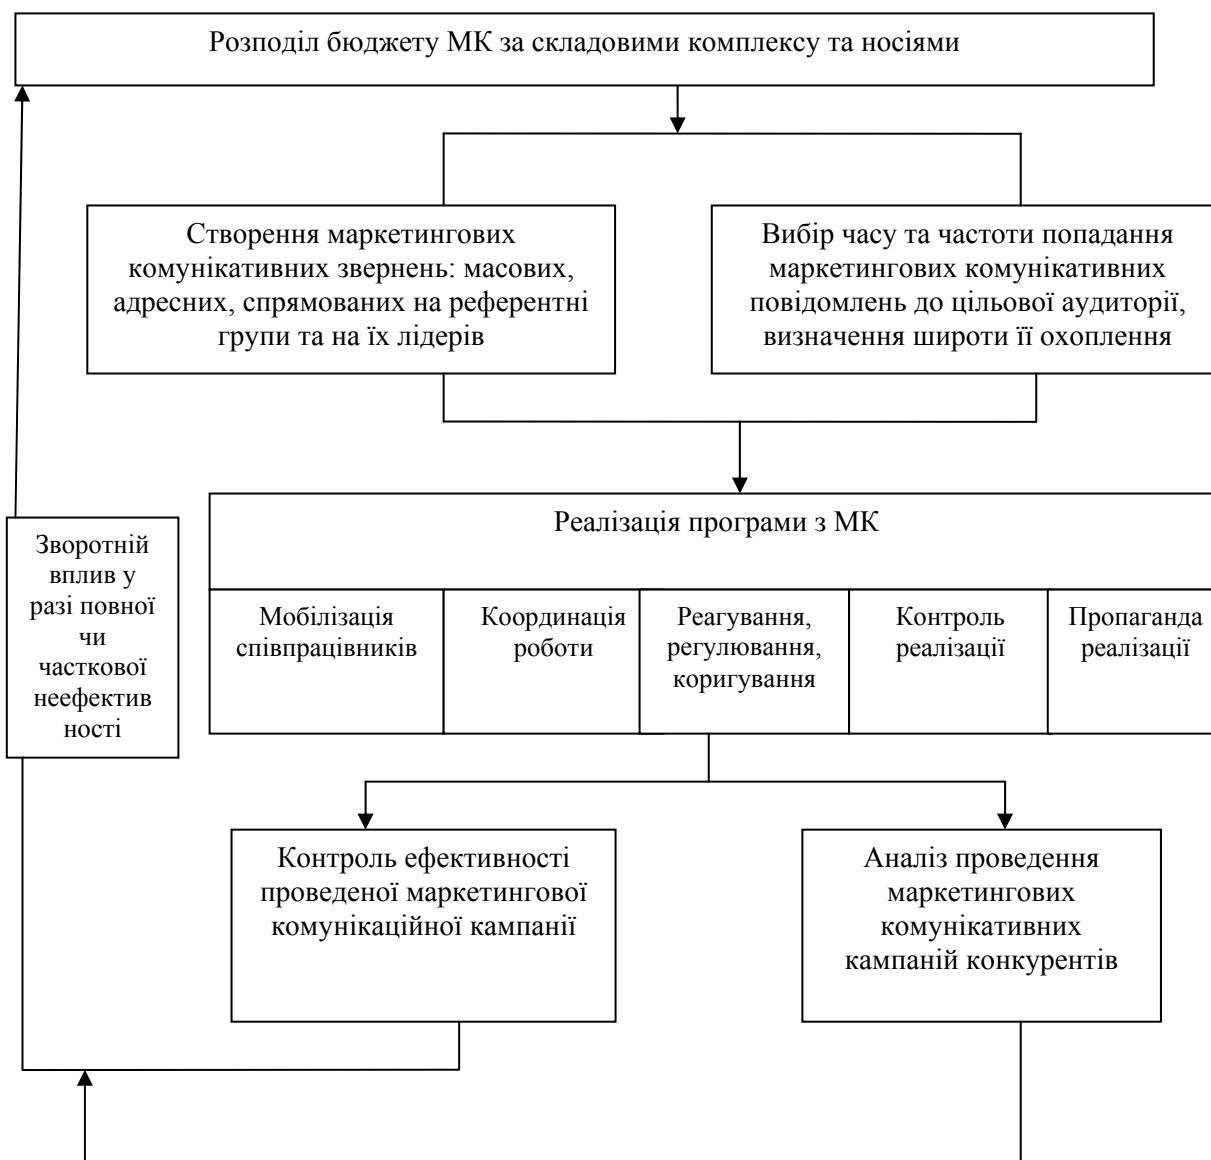 Розподіл бюджету МК за складовими комплексу та носіями
Створення маркетингових
комунікативних звернень: масових,
адресних, спрямованих на референтні
групи та на їх лідерів
Вибір часу та частоти попадання
маркетингових комунікативних
повідомлень до цільової аудиторії,
визначення широти її охоплення
Реалізація програми з МК
Зворотній
вплив у
разі повної
чи
часткової
неефектив
ності
Мобілізація
співпрацівників
Координація
роботи
Реагування,
регулювання,
коригування
Контроль
реалізації
Пропаганда
реалізації
Контроль ефективності
проведеної маркетингової
комунікаційної кампанії
Аналіз проведення
маркетингових
комунікативних
кампаній конкурентів